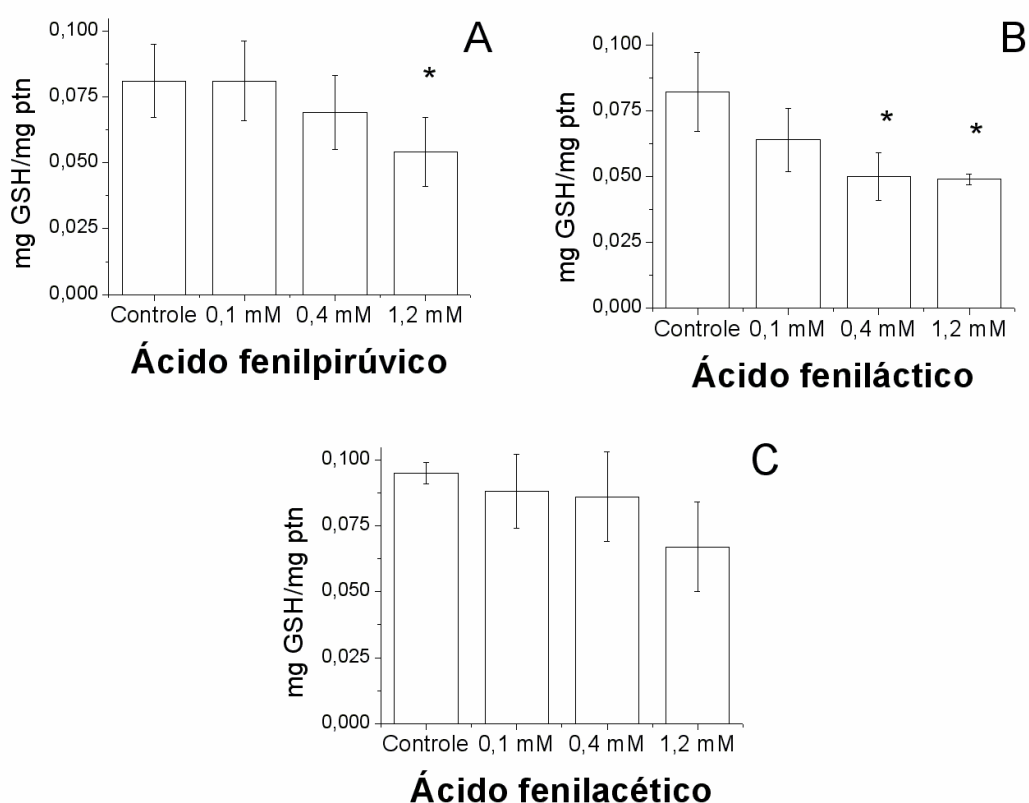 A
mg GSH/mg ptn
0,100
*
0,075
0,050
0,025
0,000
Controle 0,1 mM 0,4 mM 1,2 mM
Ácido fenilpirúvico
B
mg GSH/mg ptn
0,100
* *
0,075
0,050
0,025
0,000
Controle 0,1 mM 0,4 mM 1,2 mM
Ácido feniláctico
C
mg GSH/mg ptn
0,100
0,075
0,050
0,025
0,000
Controle 0,1 mM 0,4 mM 1,2 mM
Ácido fenilacético